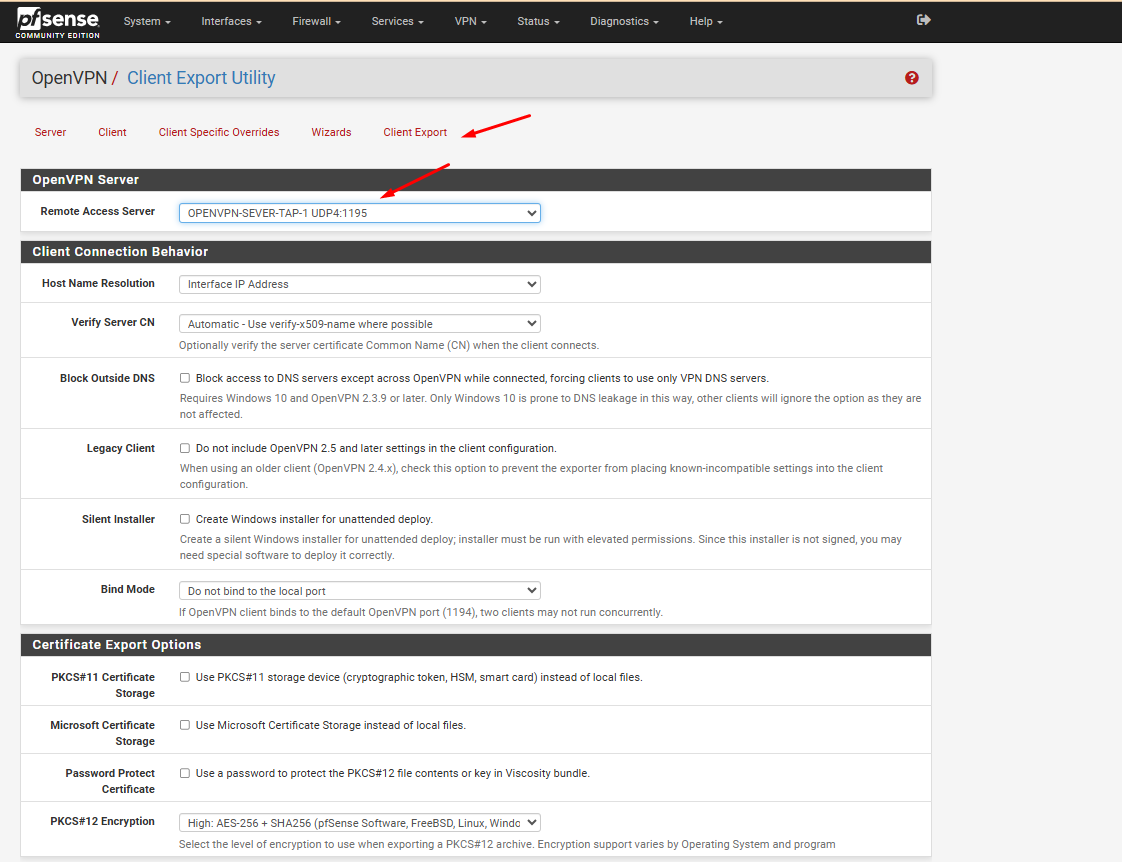 pfsense
COMMUNITY EDITION
System
Interfaces
Firewall
Services
VPN
Status
Diagnostics
Help
OpenVPN / Client Export Utility
Server
Client
Client Specific Overrides
Wizards
Client Export
OpenVPN Server
Remote Access Server
OPENVPN-SEVER-TAP-1 UDP4:1195
Client Connection Behavior
Host Name Resolution
Interface IP Address
Verify Server CN
Automatic - Use verify-x509-name where possible
Optionally verify the server certificate Common Name (CN) when the client connects.
Block Outside DNS
Block access to DNS servers except across OpenVPN while connected, forcing clients to use only VPN DNS servers.
Requires Windows 10 and OpenVPN 2.3.9 or later. Only Windows 10 is prone to DNS leakage in this way, other clients will ignore the option as they are
not affected.
Legacy Client
Do not include OpenVPN 2.5 and later settings in the client configuration.
When using an older client (OpenVPN 2.4.x), check this option to prevent the exporter from placing known-incompatible settings into the client
configuration.
Silent Installer
Create Windows installer for unattended deploy.
Create a silent Windows installer for unattended deploy; installer must be run with elevated permissions. Since this installer is not signed, you may
need special software to deploy it correctly.
Bind Mode
Do not bind to the local port
If OpenVPN client binds to the default OpenVPN port (1194), two clients may not run concurrently.
Certificate Export Options
PKCS#11 Certificate
Storage
Use PKCS#11 storage device (cryptographic token, HSM, smart card) instead of local files.
Microsoft Certificate
Storage
Use Microsoft Certificate Storage instead of local files.
Password Protect
Certificate
Use a password to protect the PKCS#12 file contents or key in Viscosity bundle.
PKCS#12 Encryption
High: AES-256 + SHA256 (pfSense Software, FreeBSD, Linux, Windo
Select the level of encryption to use when exporting a PKCS#12 archive. Encryption support varies by Operating System and program